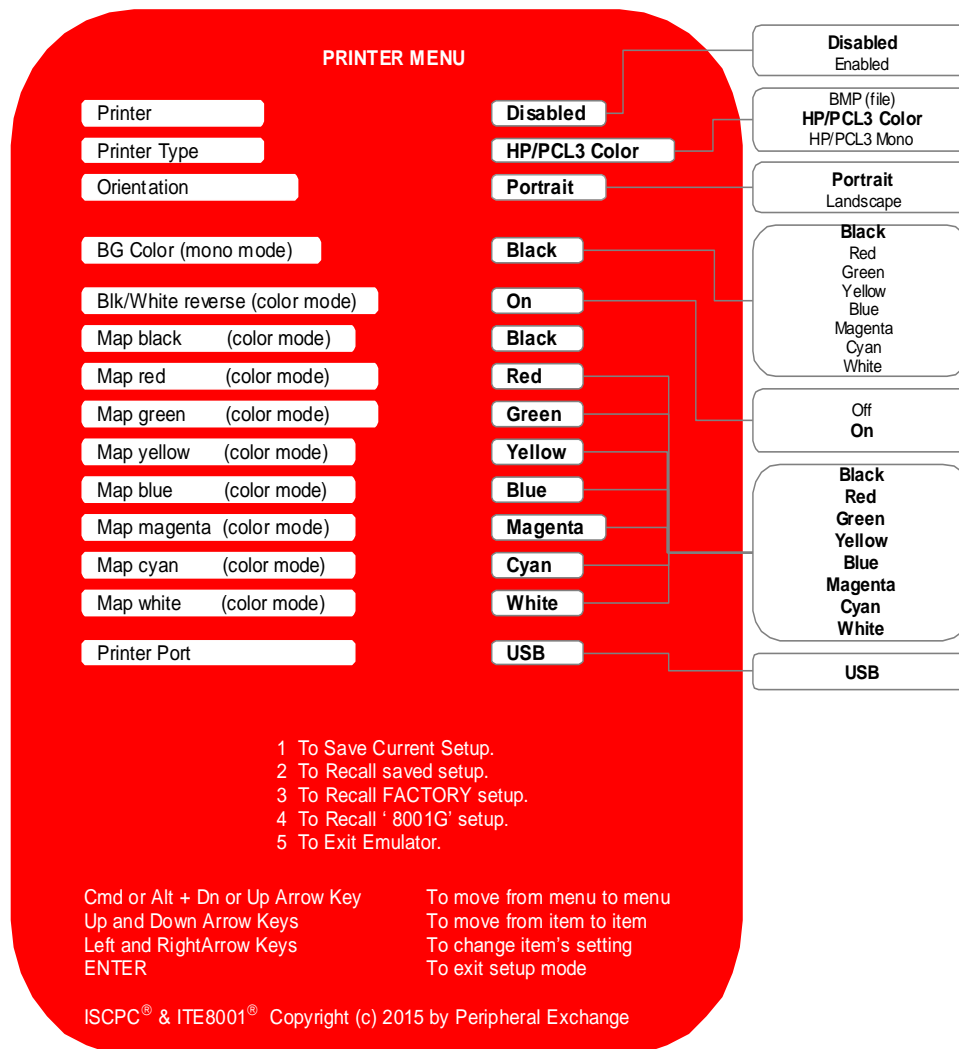 PRINTER MENU
Printer Disabled
Printer Type HP/PCL3 Color
Orientation Portrait
BG Color (mono mode) Black
Blk/White reverse (color mode) On
Map black (color mode) Black
Map red (color mode) Red
Map green (color mode) Green
Map yellow (color mode) Yellow
Map blue (color mode) Blue
Map magenta (color mode) Magenta
Map cyan (color mode) Cyan
Map white (color mode) White
Printer Port USB
1 To Save Current Setup.
2 To Recall saved setup.
3 To Recall FACTORY setup.
4 To Recall ‘ 8001G’ setup.
5 To Exit Emulator.
Cmd or Alt + Dn or Up Arrow Key To move from menu to menu
Up and Down Arrow Keys To move from item to item
Left and RightArrow Keys To change item’s setting
ENTER To exit setup mode
ISCPC® & ITE8001® Copyright (c) 2015 by Peripheral Exchange
Disabled
Enabled
BMP (file)
HP/PCL3 Color
HP/PCL3 Mono
Portrait
Landscape
Black
Red
Green
Yellow
Blue
Magenta
Cyan
White
Off
On
Black
Red
Green
Yellow
Blue
Magenta
Cyan
White
USB